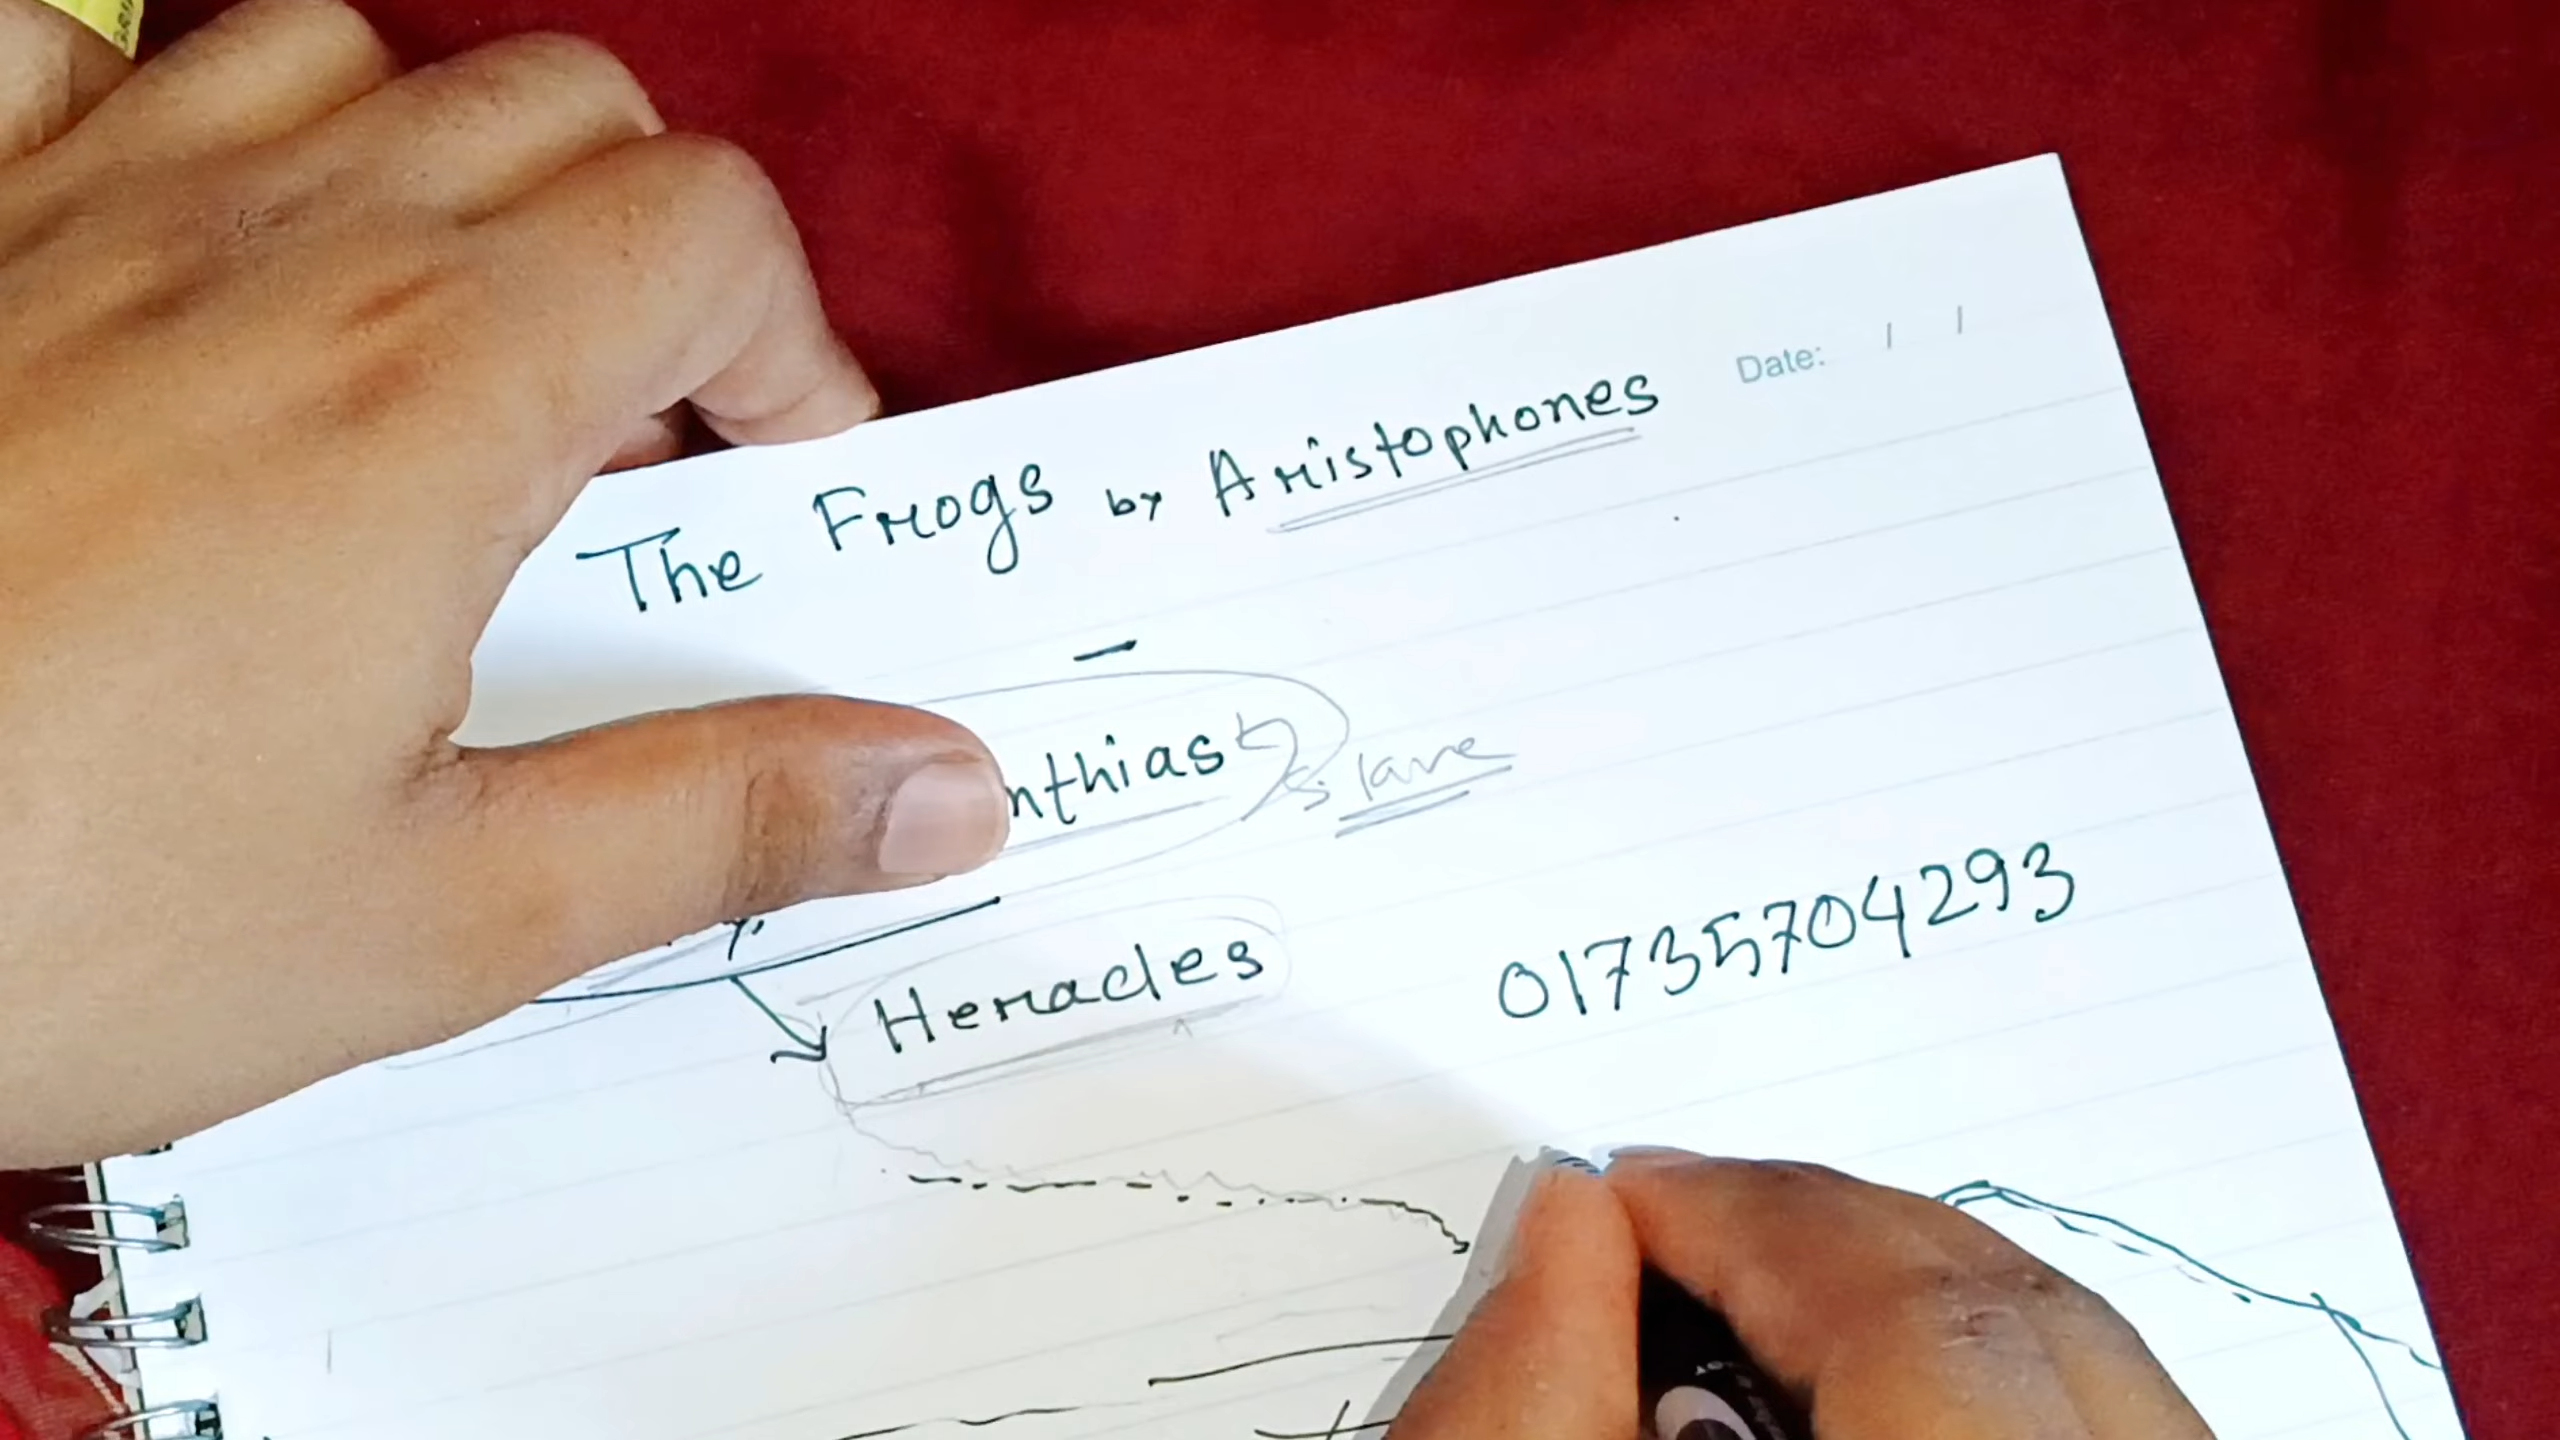 Date: / /
The Frogs by Aristophones
nthias
Slave
Heracles
01735704293